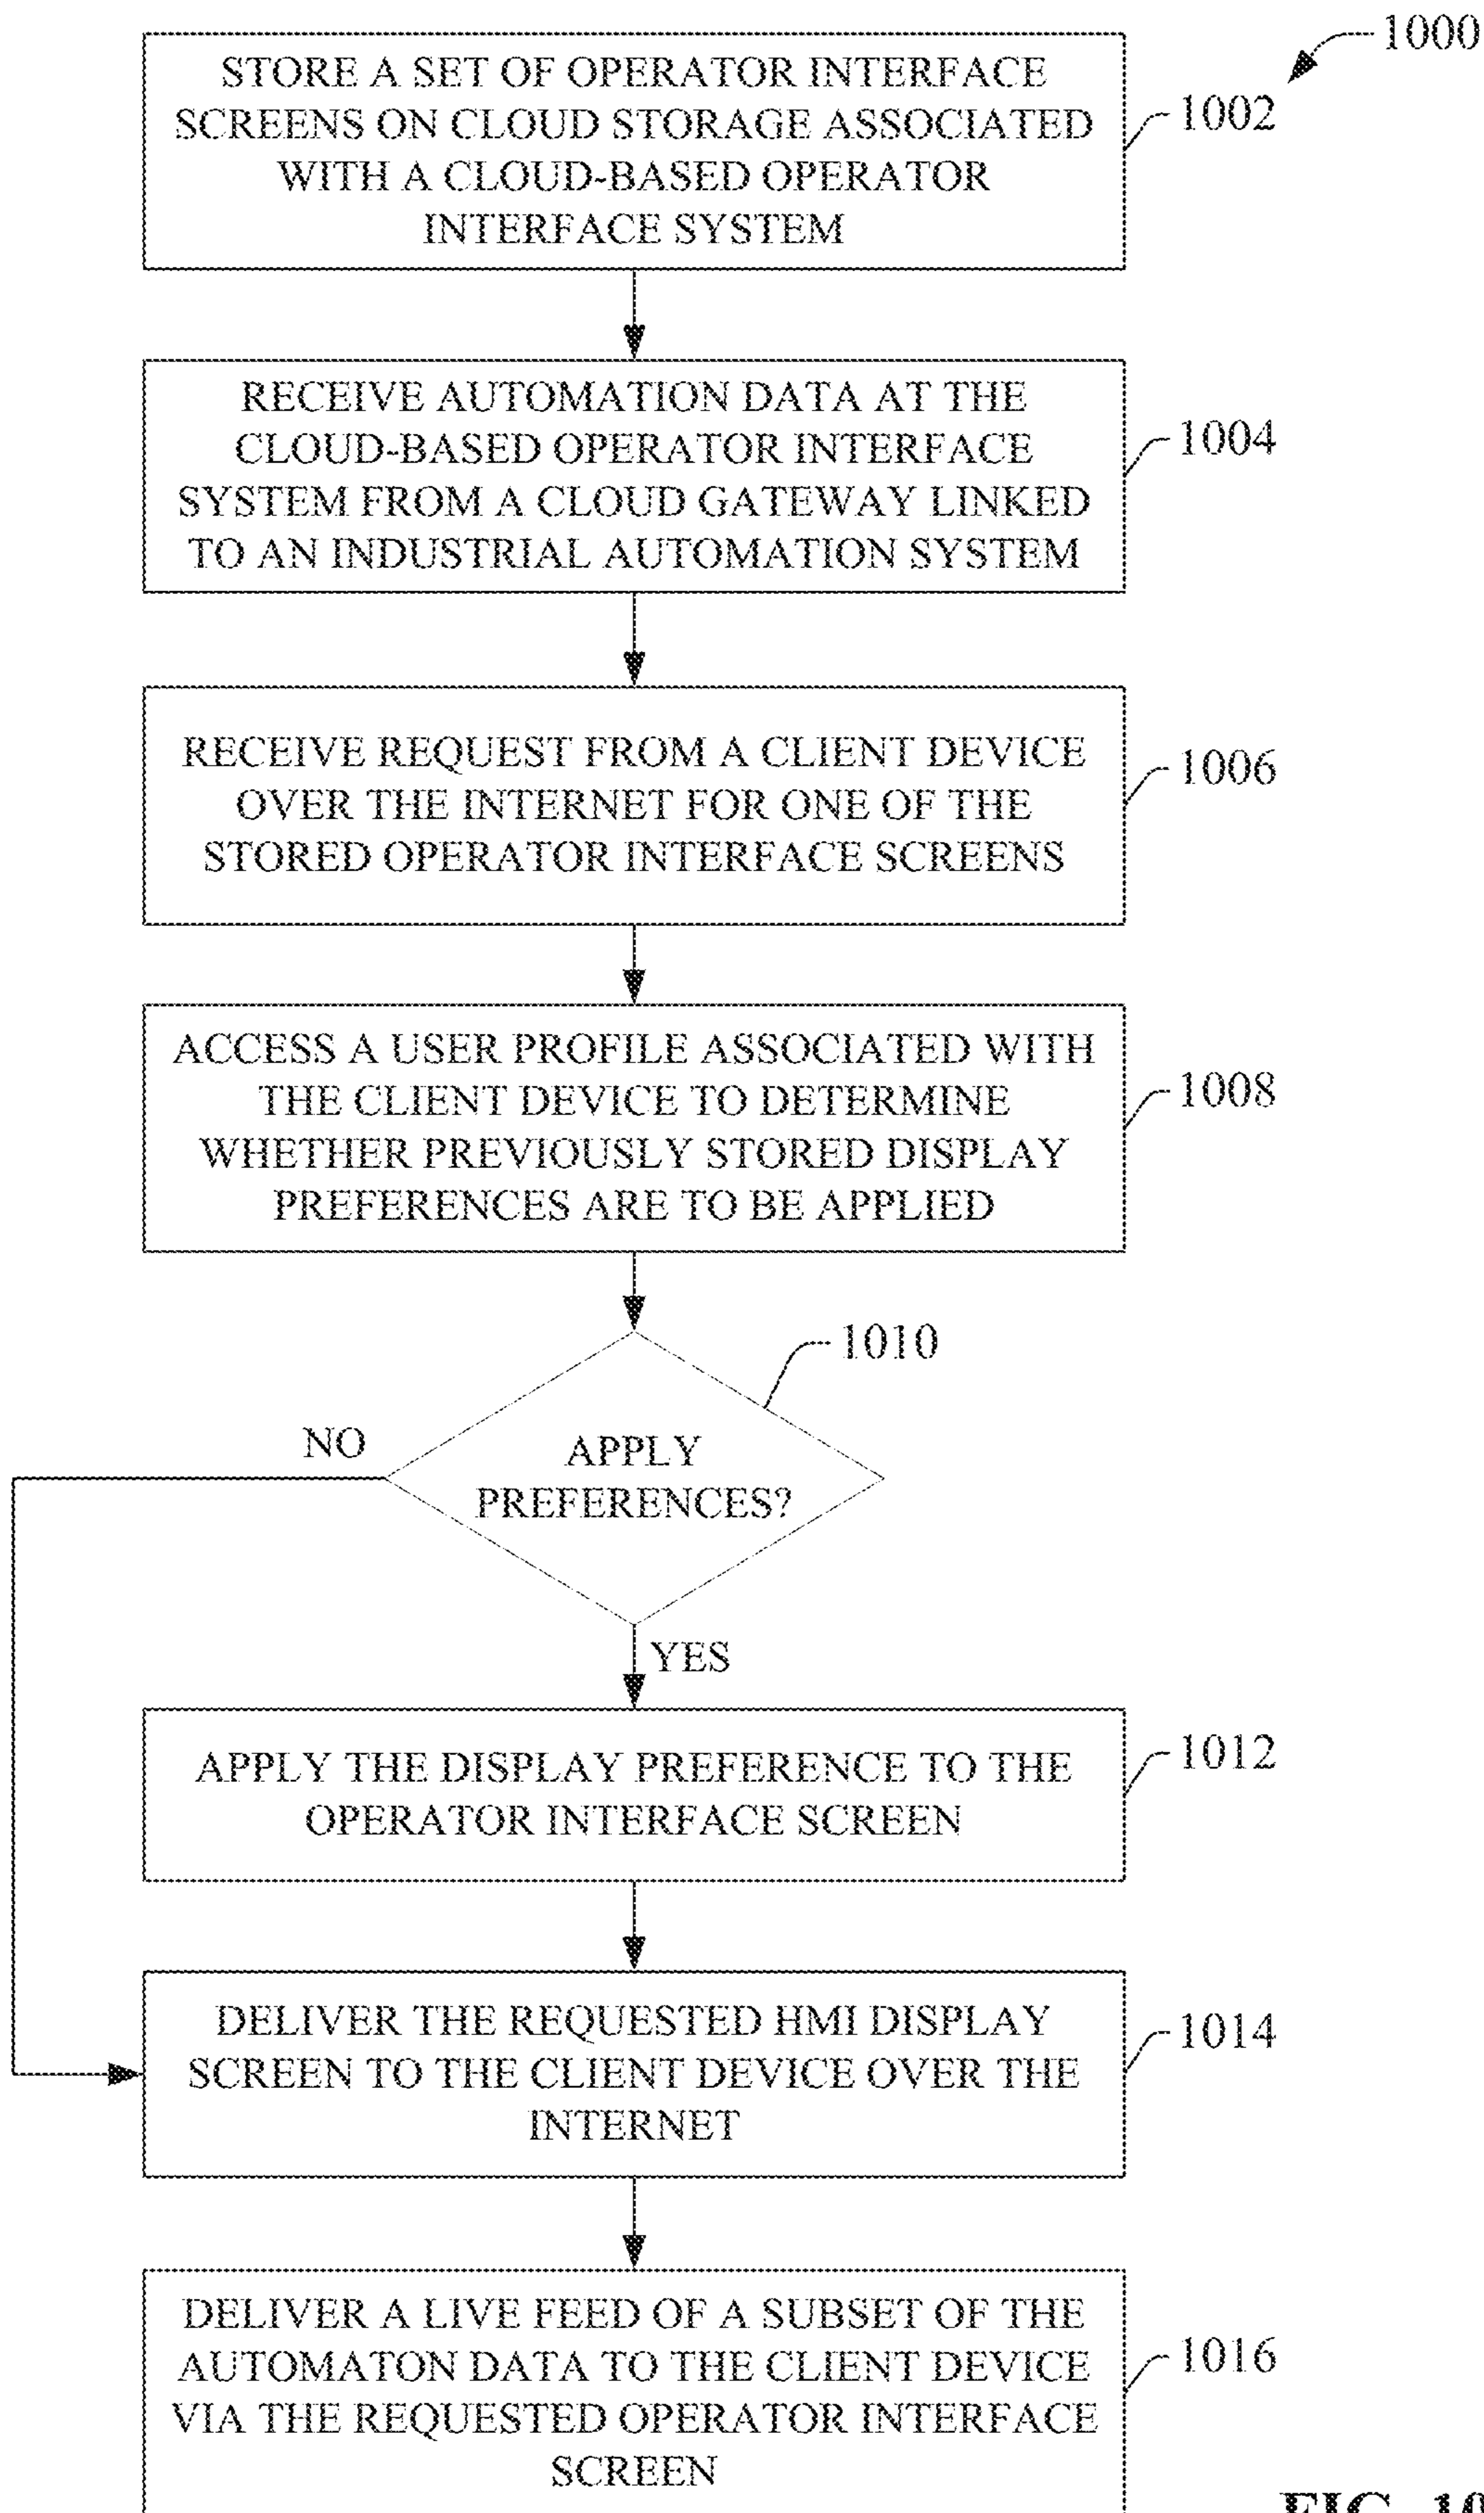 1000
STORE A SET OF OPERATOR INTERFACE
SCREENS ON CLOUD STORAGE ASSOCIATED
WITH A CLOUD-BASED OPERATOR
INTERFACE SYSTEM
1002
RECEIVE AUTOMATION DATA AT THE
CLOUD-BASED OPERATOR INTERFACE
SYSTEM FROM A CLOUD GATEWAY LINKED
TO AN INDUSTRIAL AUTOMATION SYSTEM
1004
RECEIVE REQUEST FROM A CLIENT DEVICE
OVER THE INTERNET FOR ONE OF THE
STORED OPERATOR INTERFACE SCREENS
1006
ACCESS A USER PROFILE ASSOCIATED WITH
THE CLIENT DEVICE TO DETERMINE
WHETHER PREVIOUSLY STORED DISPLAY
PREFERENCES ARE TO BE APPLIED
1008
1010
NO
APPLY
PREFERENCES?
YES
APPLY THE DISPLAY PREFERENCE TO THE
OPERATOR INTERFACE SCREEN
1012
DELIVER THE REQUESTED HMI DISPLAY
SCREEN TO THE CLIENT DEVICE OVER THE
INTERNET
1014
DELIVER A LIVE FEED OF A SUBSET OF THE
AUTOMATON DATA TO THE CLIENT DEVICE
VIA THE REQUESTED OPERATOR INTERFACE
SCREEN
1016
FIG. 10